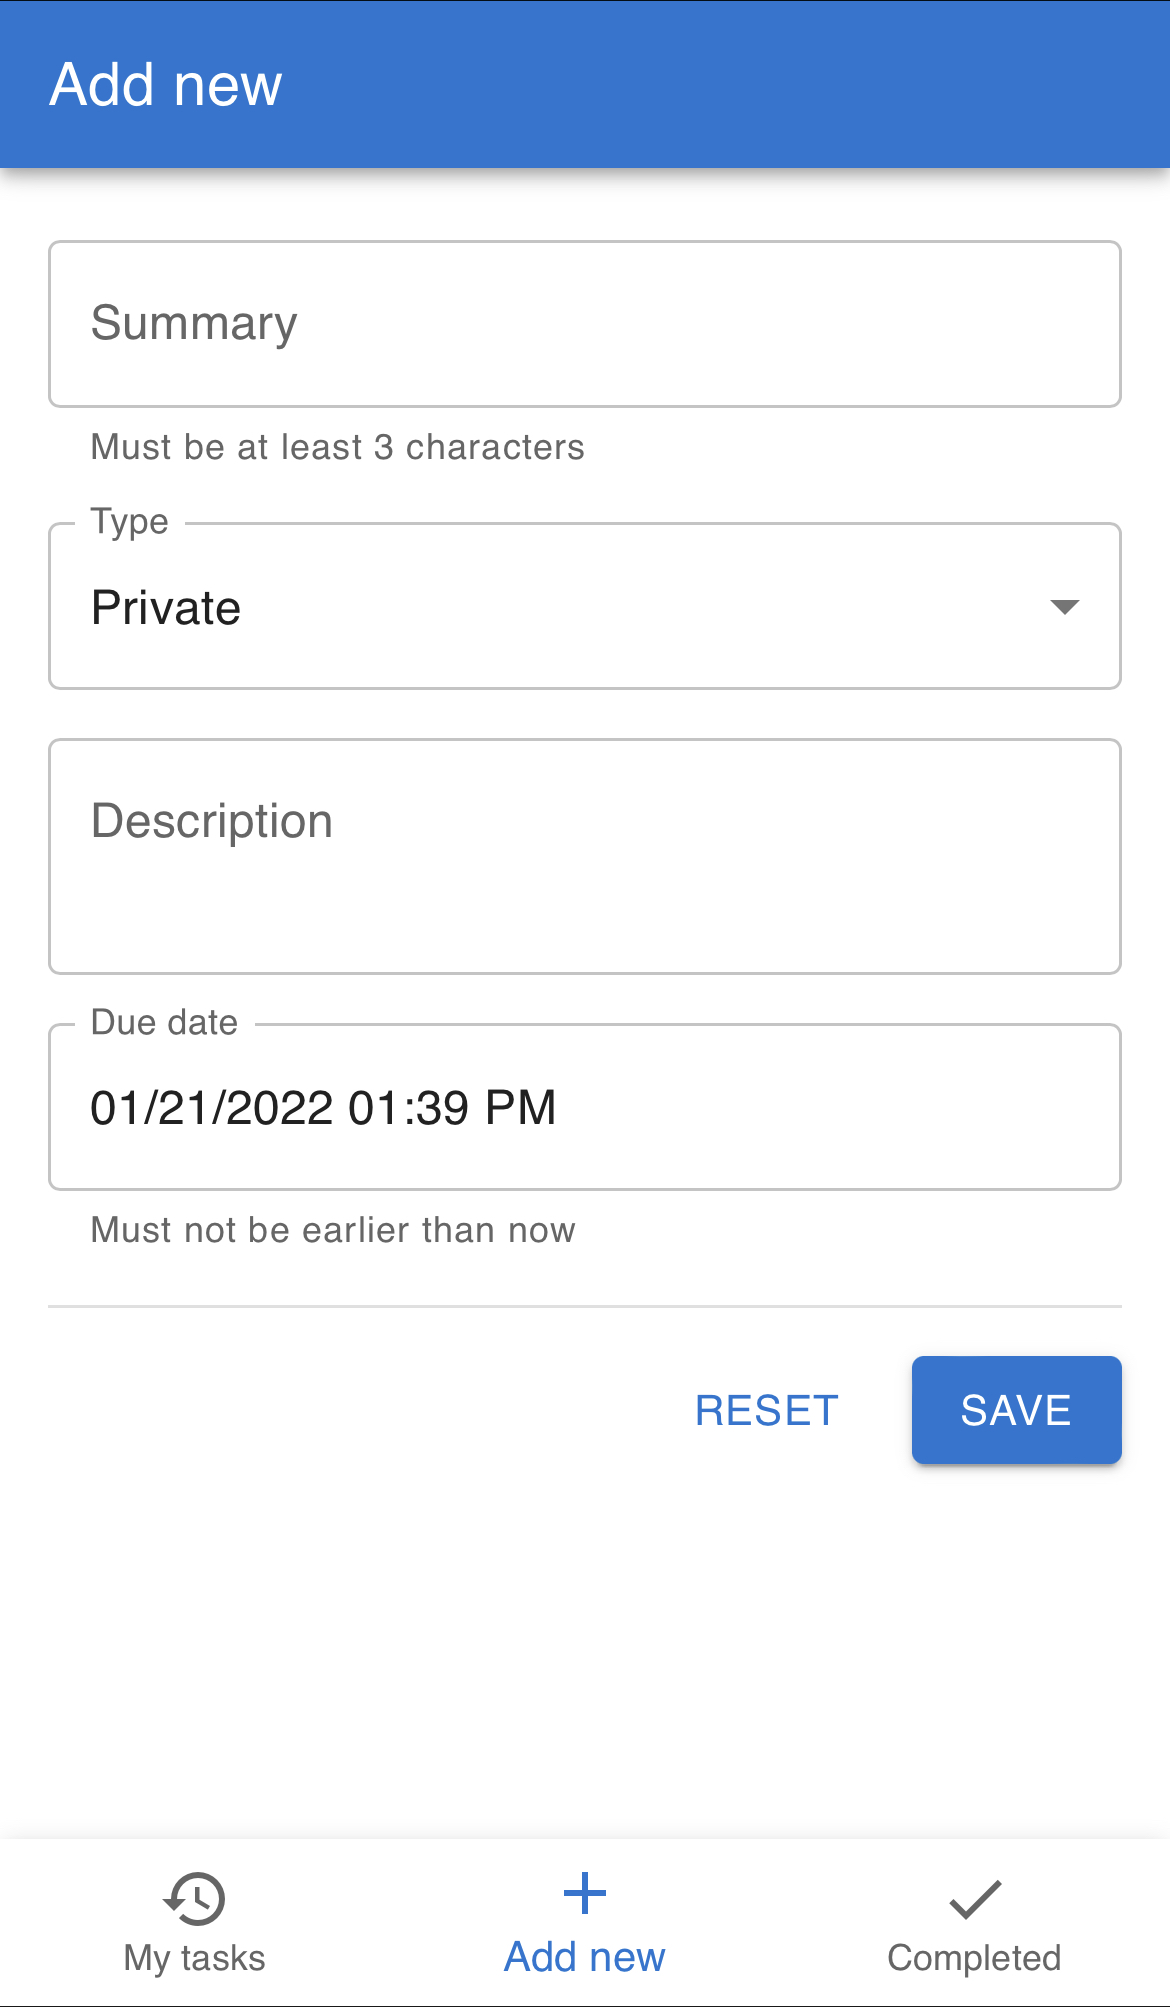 Add new
Summary
Must be at least 3 characters
Type
Private
Description
Due date
01/21/2022 01:39 PM
Must not be earlier than now
RESET SAVE
My tasks Add new Completed